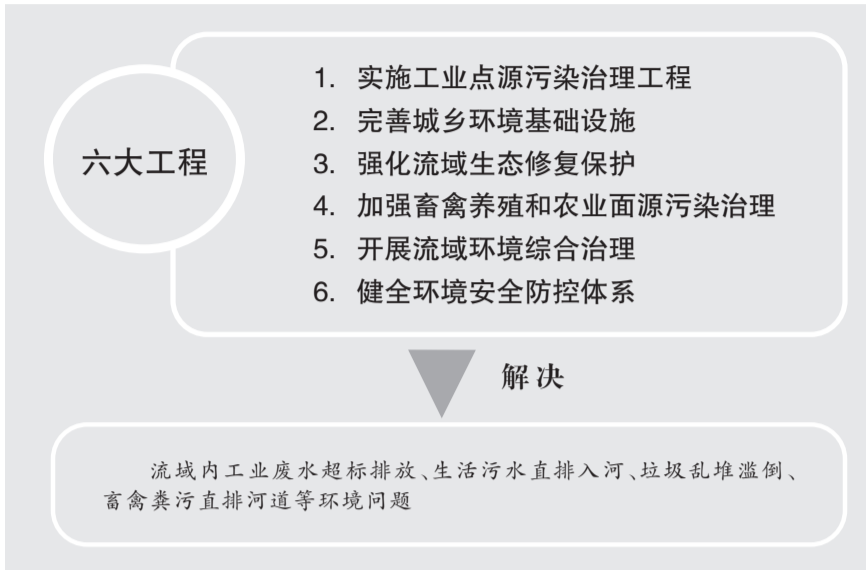 六大工程
1. 实施工业点源污染治理工程
2. 完善城乡环境基础设施
3. 强化流域生态修复保护
4. 加强畜禽养殖和农业面源污染治理
5. 开展流域环境综合治理
6. 健全环境安全防控体系
解决
流域内工业废水超标排放、生活污水直排入河、垃圾乱堆滥倒、
畜禽粪污直排河道等环境问题